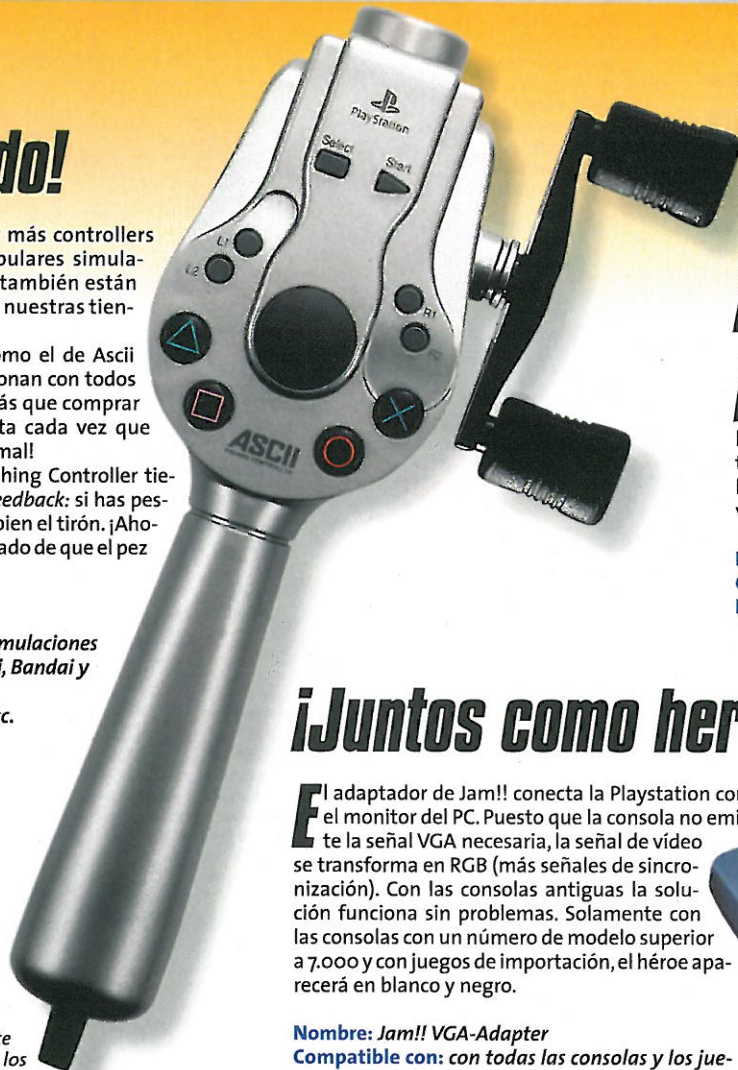 do!
más controllers
pulares simula-
también están
nuestras tien-
omo el de Ascii
onan con todos
ás que comprar
ta cada vez que
mal!
hing Controller tie-
eedback: si has pes-
bien el tirón. ¡Aho-
ado de que el pez
mulaciones
i, Bandai y
c.
te
los
PlayStation
Select
Start
L1
L2
R1
R2
ASCII
¡Juntos como her
El adaptador de Jam!! conecta la Playstation con
el monitor del PC. Puesto que la consola no emi-
te la señal VGA necesaria, la señal de vídeo
se transforma en RGB (más señales de sincro-
nización). Con las consolas antiguas la solu-
ción funciona sin problemas. Solamente con
las consolas con un número de modelo superior
a 7.000 y con juegos de importación, el héroe apa-
recerá en blanco y negro.
Nombre: Jam!! VGA-Adapter
Compatible con: con todas las consolas y los jue-